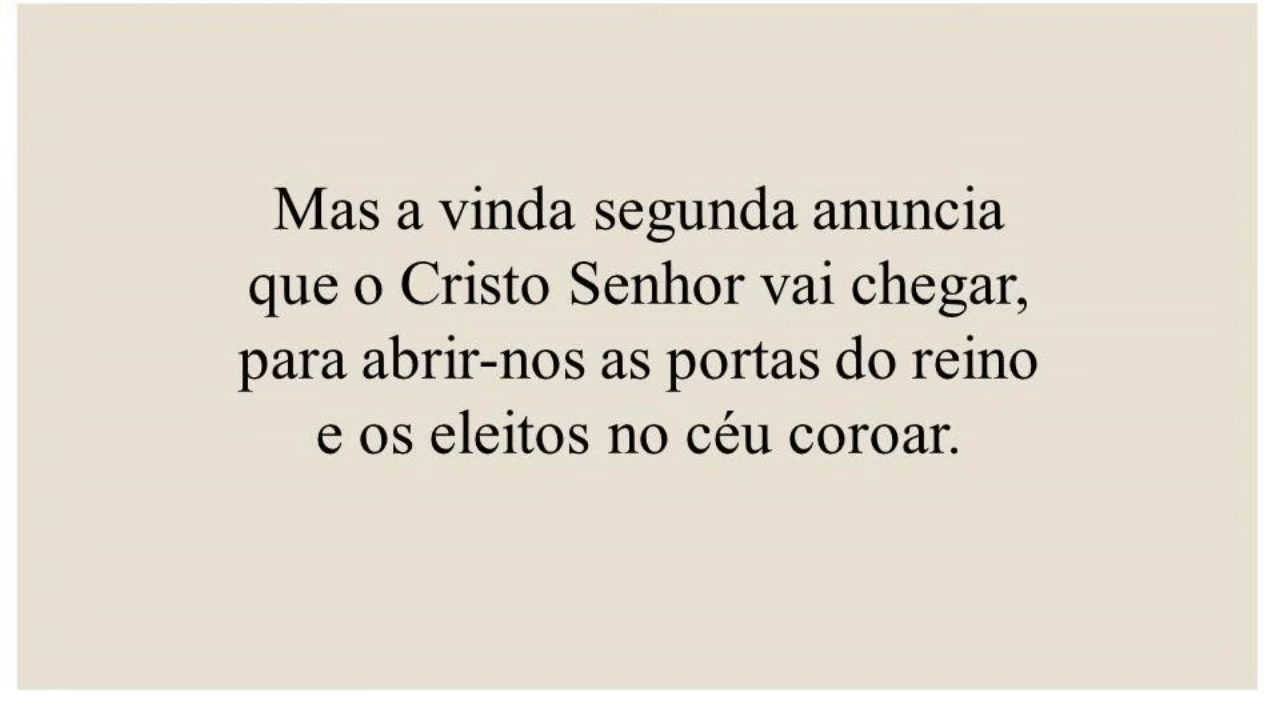 Mas a vinda segunda anuncia
que o Cristo Senhor vai chegar,
para abrir-nos as portas do reino
e os eleitos no céu coroar.